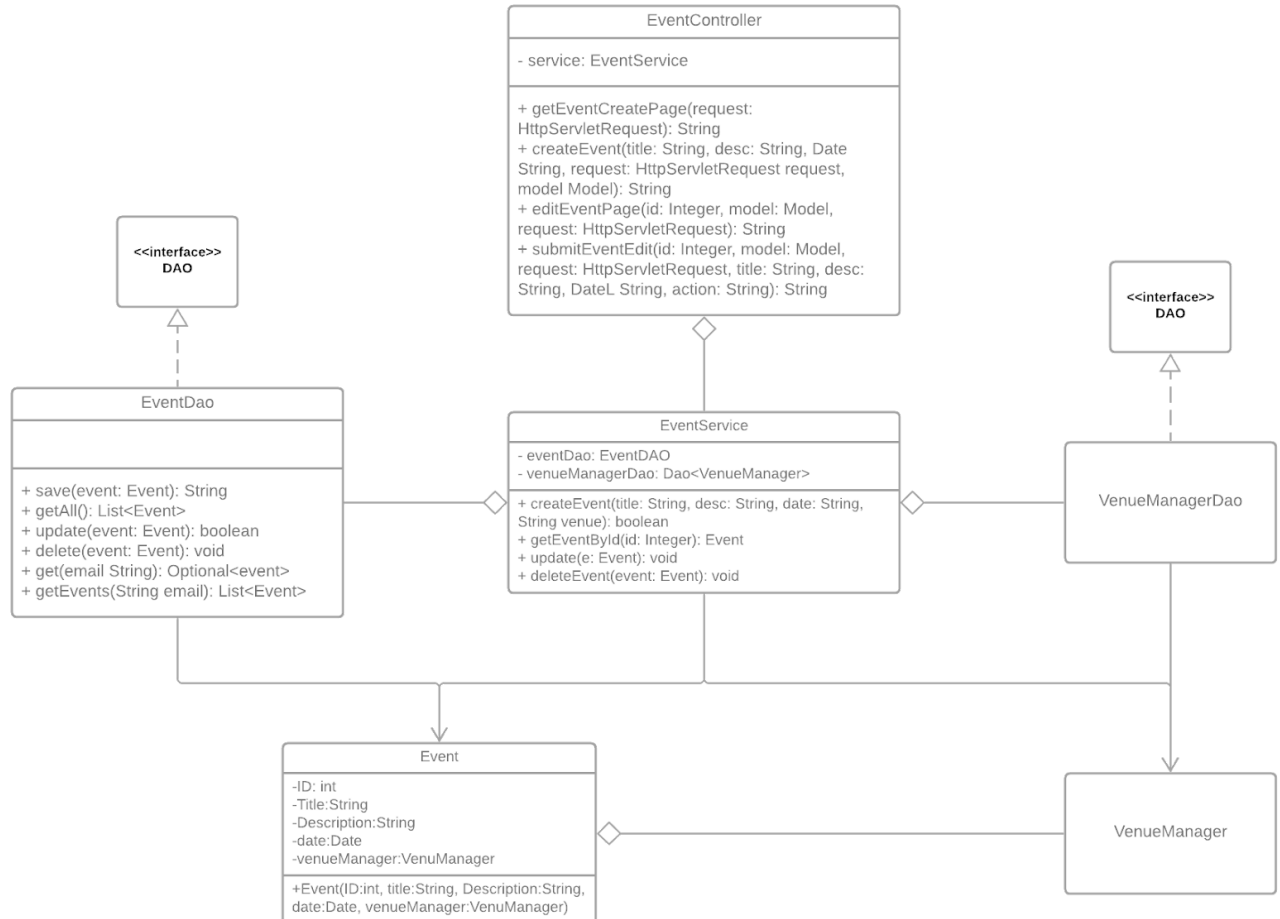 EventController
- service: EventService
+ getEventCreatePage(request:
HttpServletRequest): String
+ createEvent(title: String, desc: String, Date
String, request: HttpServletRequest request,
model Model): String
+ editEventPage(id: Integer, model: Model,
request: HttpServletRequest): String
+ submitEventEdit(id: Integer, model: Model,
request: HttpServletRequest, title: String, desc:
String, DateL String, action: String): String
<<interface>>
DAO
<<interface>>
DAO
EventDao
+ save(event: Event): String
+ getAll(): List<Event>
+ update(event: Event): boolean
+ delete(event: Event): void
+ get(email String): Optional<event>
+ getEvents(String email): List<Event>
EventService
- eventDao: EventDAO
- venueManagerDao: Dao<VenueManager>
+ createEvent(title: String, desc: String, date: String,
String venue): boolean
+ getEventById(id: Integer): Event
+ update(e: Event): void
+ deleteEvent(event: Event): void
VenueManagerDao
Event
-ID: int
-Title:String
-Description:String
-date:Date
-venueManager:VenuManager
+Event(ID:int, title:String, Description:String,
date:Date, venueManager:VenuManager)
VenueManager